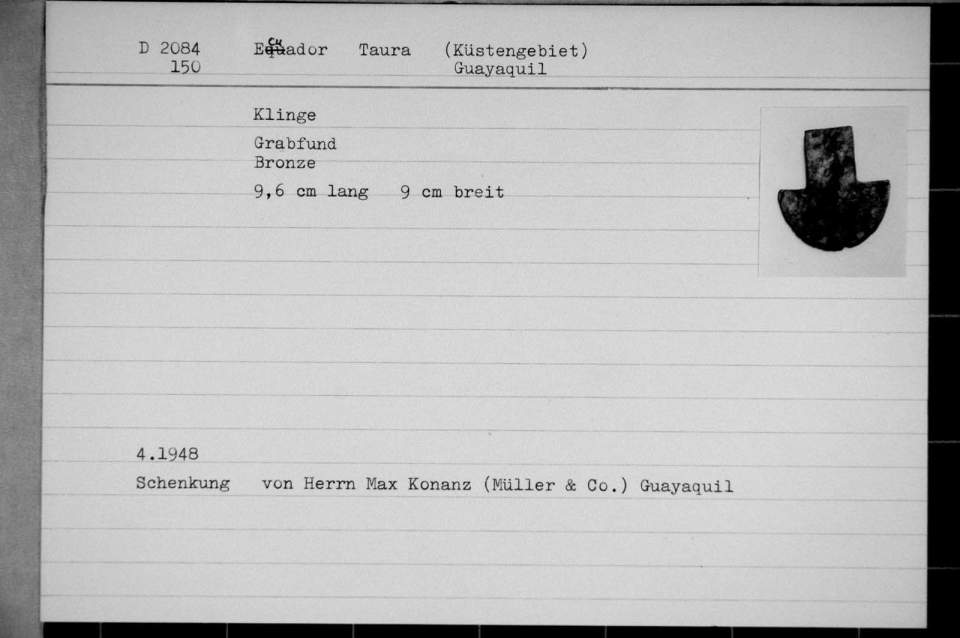 D 2084 Ecuador Taura (Küstengebiet)
150 Guayaquil
Klinge
Grabfund
Bronze
9,6 cm lang 9 cm breit
4.1948
Schenkung von Herrn Max Konanz (Müller & Co.) Guayaquil